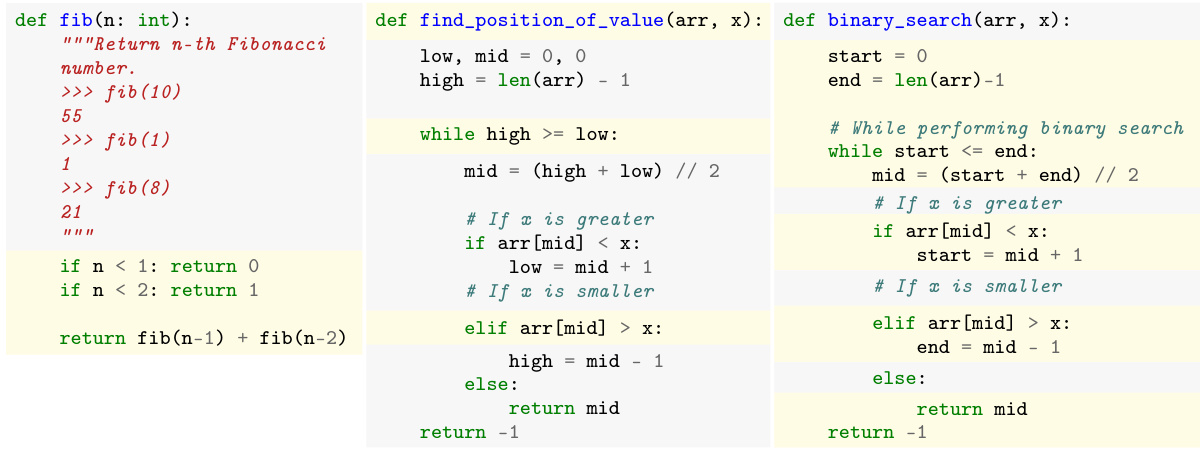 def fib(n: int):
    """Return n-th Fibonacci
    number.
    >>> fib(10)
    55
    >>> fib(1)
    1
    >>> fib(8)
    21
    """
    if n < 1: return 0
    if n < 2: return 1
    return fib(n-1) + fib(n-2)
def find_position_of_value(arr, x):
    low, mid = 0, 0
    high = len(arr) - 1
    while high >= low:
        mid = (high + low) // 2
        # If x is greater
        if arr[mid] < x:
            low = mid + 1
        # If x is smaller
        elif arr[mid] > x:
            high = mid - 1
        else:
            return mid
    return -1
def binary_search(arr, x):
    start = 0
    end = len(arr)-1
    # While performing binary search
    while start <= end:
        mid = (start + end) // 2
        # If x is greater
        if arr[mid] < x:
            start = mid + 1
        # If x is smaller
        elif arr[mid] > x:
            end = mid - 1
        else:
            return mid
    return -1